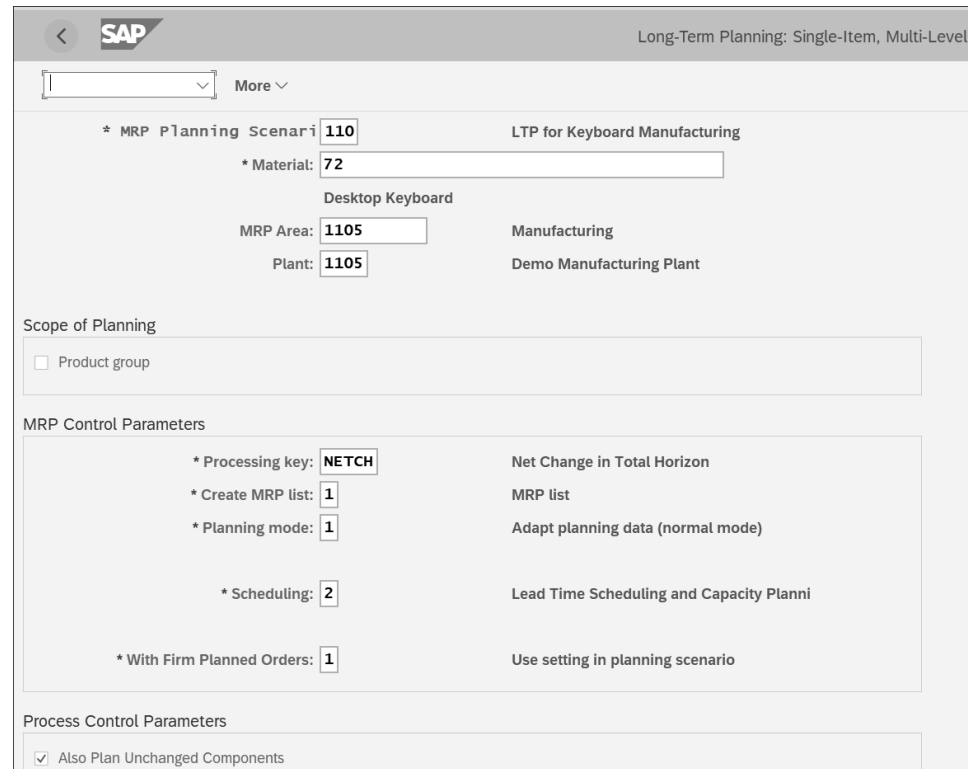 SAP Long-Term Planning: Single-Item, Multi-Level
More
* MRP Planning Scenari 110 LTP for Keyboard Manufacturing
* Material: 72
Desktop Keyboard
MRP Area: 1105 Manufacturing
Plant: 1105 Demo Manufacturing Plant
Scope of Planning
Product group
MRP Control Parameters
* Processing key: NETCH Net Change in Total Horizon
* Create MRP list: 1 MRP list
* Planning mode: 1 Adapt planning data (normal mode)
* Scheduling: 2 Lead Time Scheduling and Capacity Planni
* With Firm Planned Orders: 1 Use setting in planning scenario
Process Control Parameters
Also Plan Unchanged Components